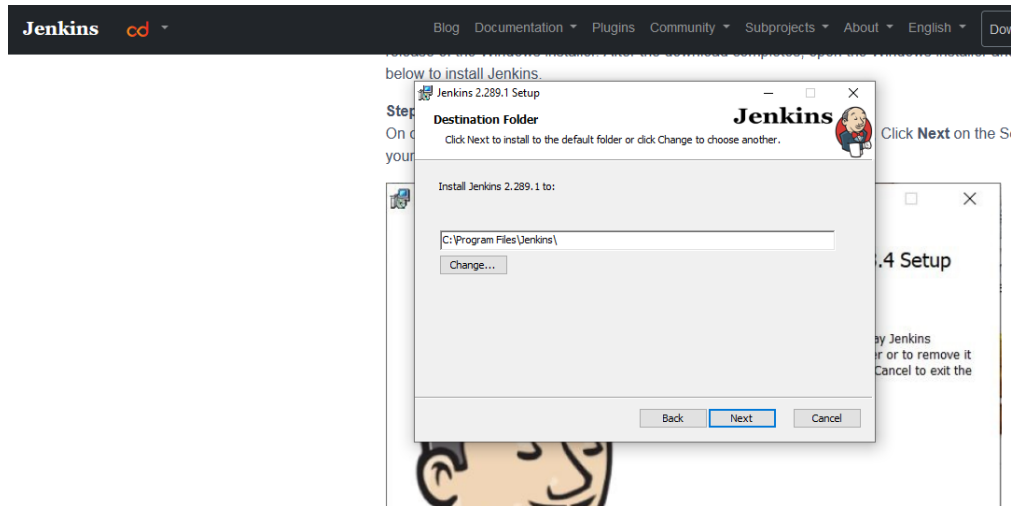 Jenkins cd Blog Documentation Plugins Community Subprojects About English
below to install Jenkins.
Jenkins 2.289.1 Setup
Step
Destination Folder
Jenkins
Click Next to install to the default folder or click Change to choose another.
On
Click Next on the
your
Install Jenkins 2.289.1 to:
C:\Program Files\Jenkins\
Change...
.4 Setup
Jenkins
or to remove it
Cancel to exit the
Back Next Cancel